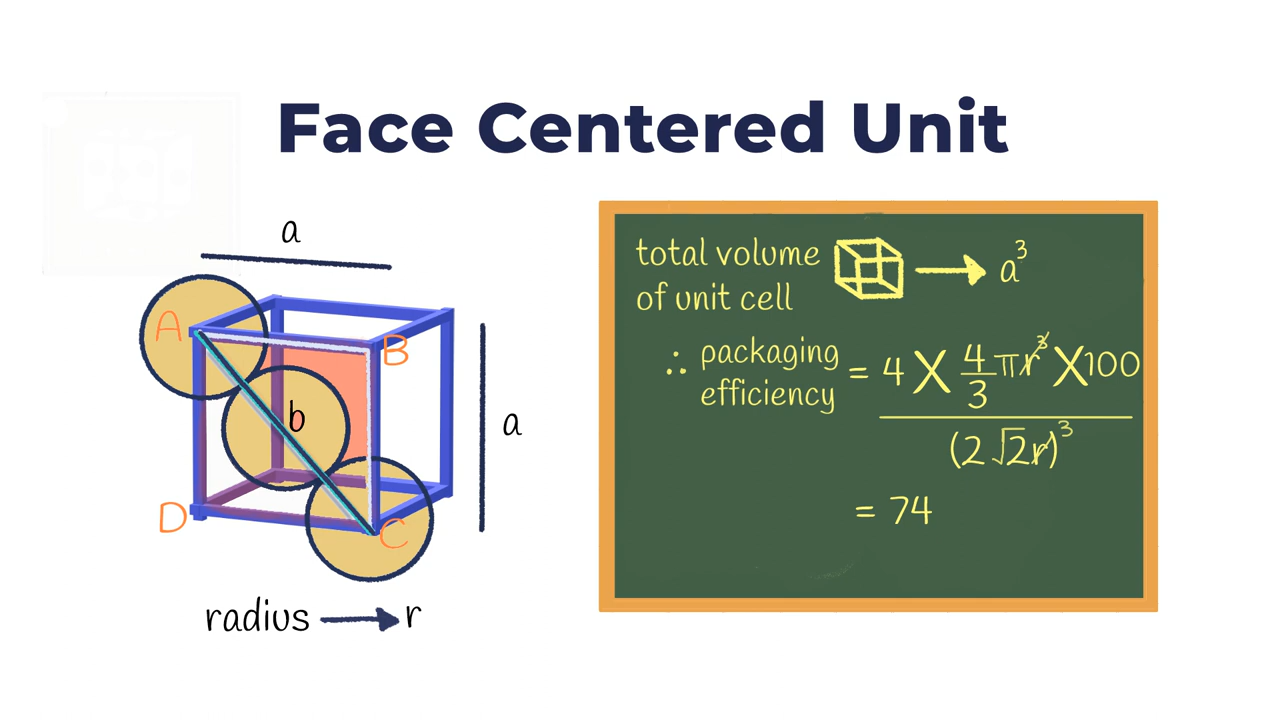 Face Centered Unit
a
A
B
b
a
D
C
radius → r
total volume
of unit cell → a³
∴ packaging
efficiency = 4 X 4/3 πr³ X100
(2√2r)³
= 74